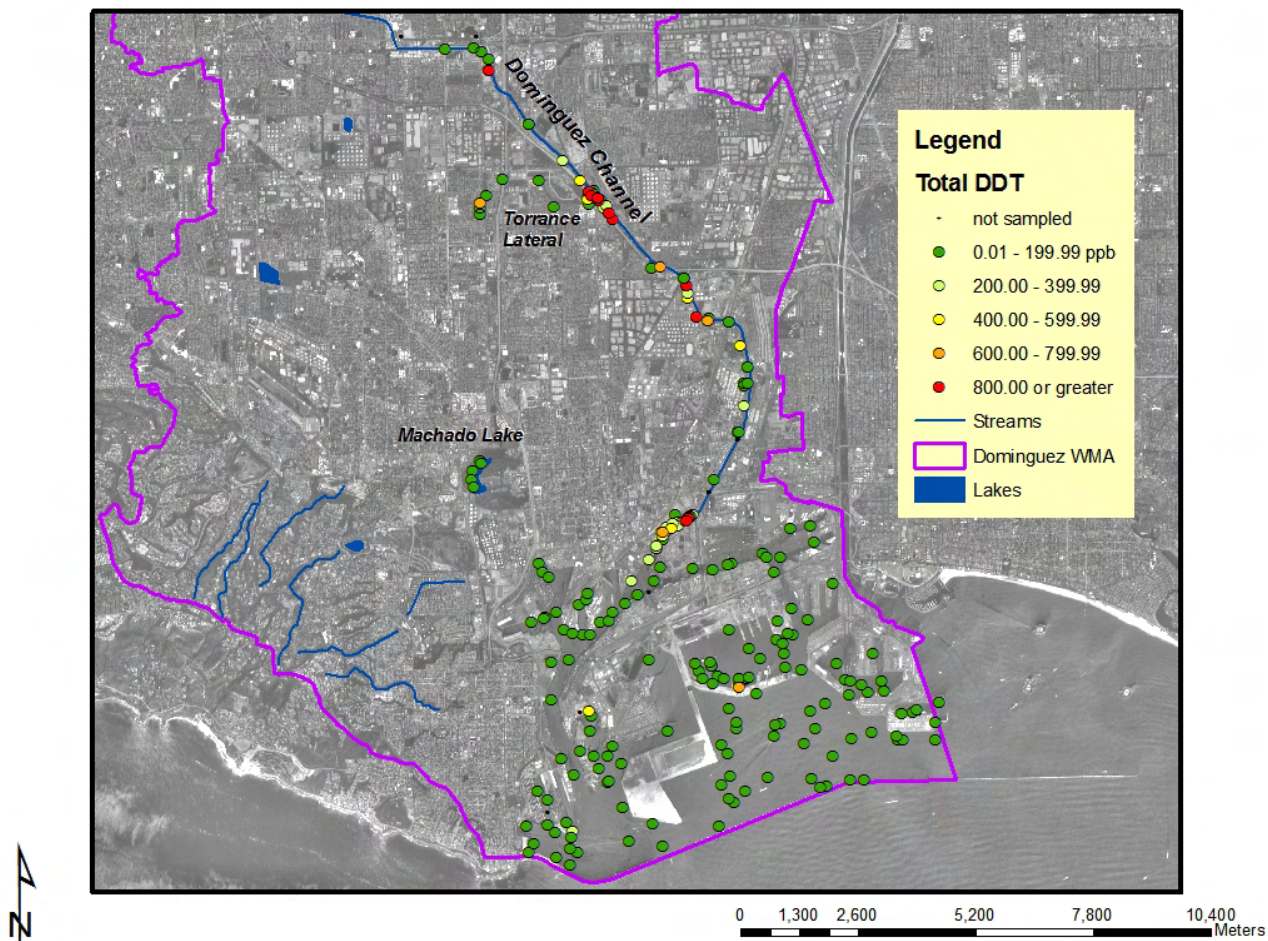 Dominguez Channel
Torrance
Lateral
Machado Lake
Legend
Total DDT
not sampled
0.01 - 199.99 ppb
200.00 - 399.99
400.00 - 599.99
600.00 - 799.99
800.00 or greater
Streams
Dominguez WMA
Lakes
N
0 1,300 2,600 5,200 7,800 10,400
Meters